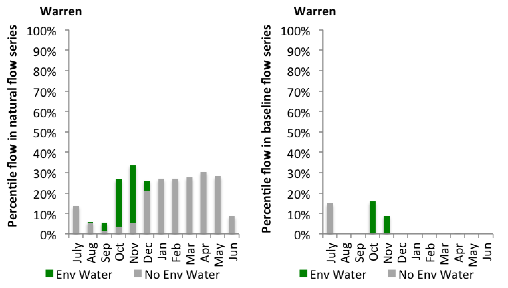 Warren
Percentile flow in natural flow series
100%
90%
80%
70%
60%
50%
40%
30%
20%
10%
0%
July Aug Sep Oct Nov Dec Jan Feb Mar Apr May Jun
Env Water No Env Water
Warren
Percentile flow in baseline flow series
100%
90%
80%
70%
60%
50%
40%
30%
20%
10%
0%
July Aug Sep Oct Nov Dec Jan Feb Mar Apr May Jun
Env Water No Env Water